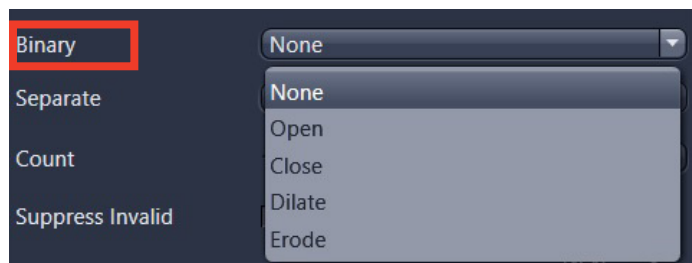 Binary None
Separate None
Open
Count Close
Dilate
Suppress Invalid
Erode